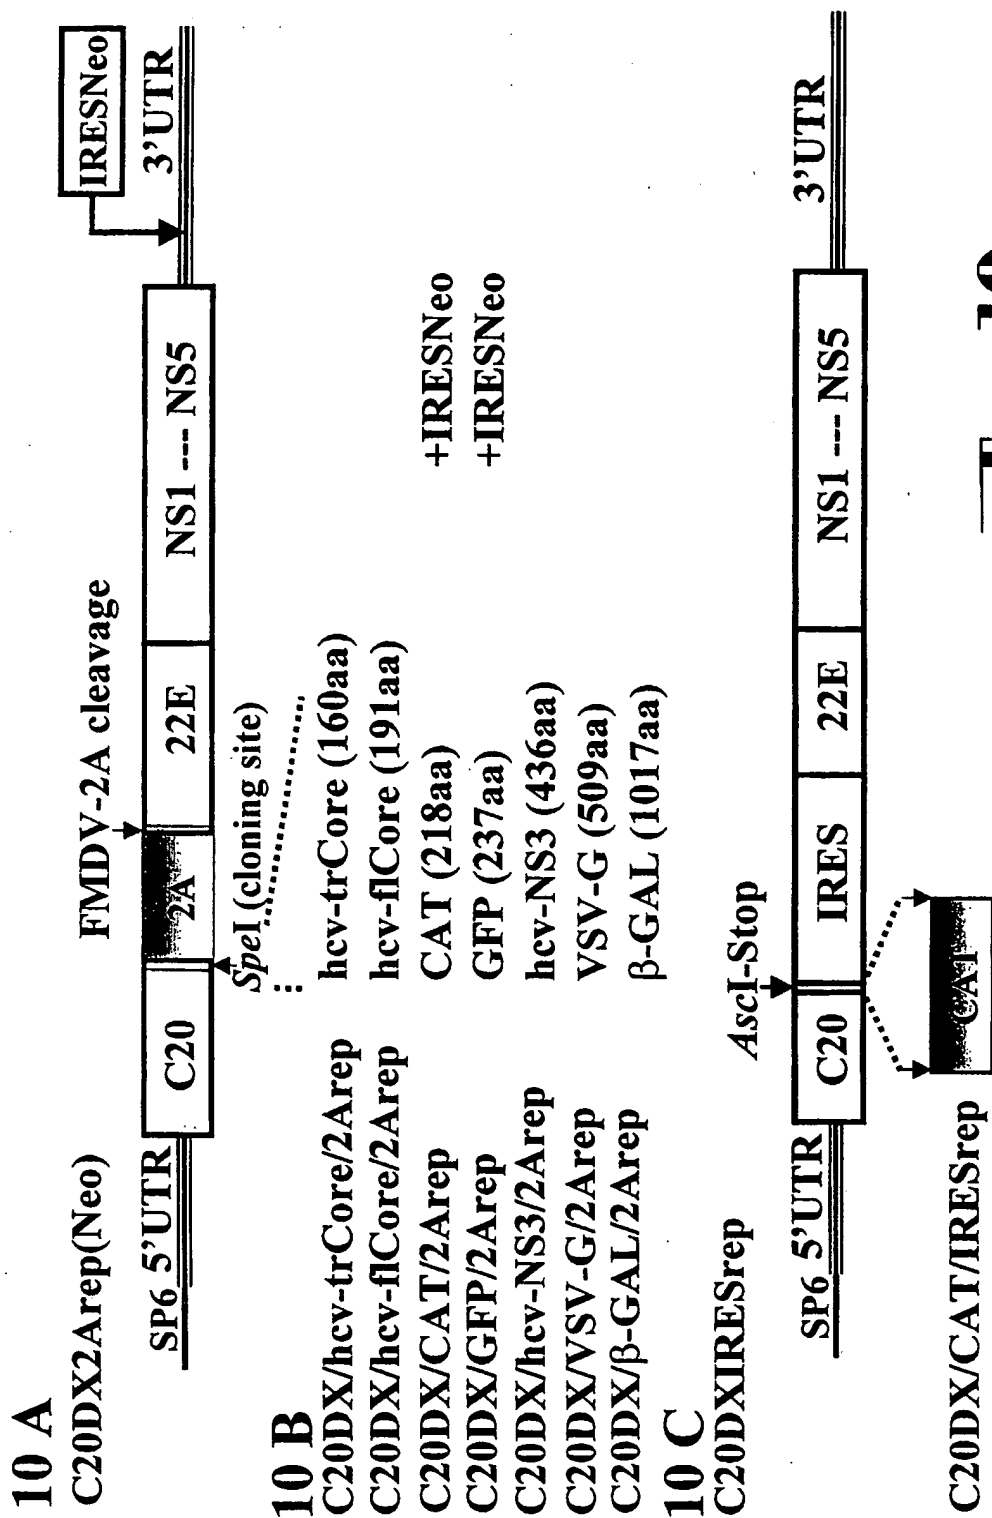 10 A
C20DX2Arep(Neo)
FMDV-2A cleavage
IRESNeo
SP6 5’UTR
C20
2A
22E
NS1 --- NS5
3’UTR
SpeI (cloning site)
10 B
C20DX/hcv-trCore/2Arep hcv-trCore (160aa)
C20DX/hcv-flCore/2Arep hcv-flCore (191aa)
C20DX/CAT/2Arep CAT (218aa) +IRESNeo
C20DX/GFP/2Arep GFP (237aa) +IRESNeo
C20DX/hcv-NS3/2Arep hcv-NS3 (436aa)
C20DX/VSV-G/2Arep VSV-G (509aa)
C20DX/β-GAL/2Arep β-GAL (1017aa)
10 C
C20DXIRESrep
AscI-Stop
SP6 5’UTR
C20
IRES
22E
NS1 --- NS5
3’UTR
C20DX/CAT/IRESrep
CAT